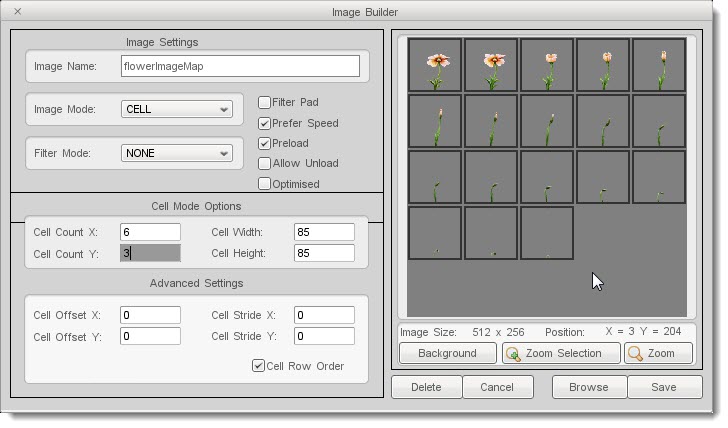 Image Builder
Image Settings
Image Name: flowerImageMap
Image Mode: CELL
Filter Mode: NONE
Filter Pad
Prefer Speed
Preload
Allow Unload
Optimised
Cell Mode Options
Cell Count X: 6 Cell Width: 85
Cell Count Y: 3 Cell Height: 85
Advanced Settings
Cell Offset X: 0 Cell Stride X: 0
Cell Offset Y: 0 Cell Stride Y: 0
Cell Row Order
Image Size: 512 x 256 Position: X = 3 Y = 204
Background Zoom Selection Zoom
Delete Cancel Browse Save